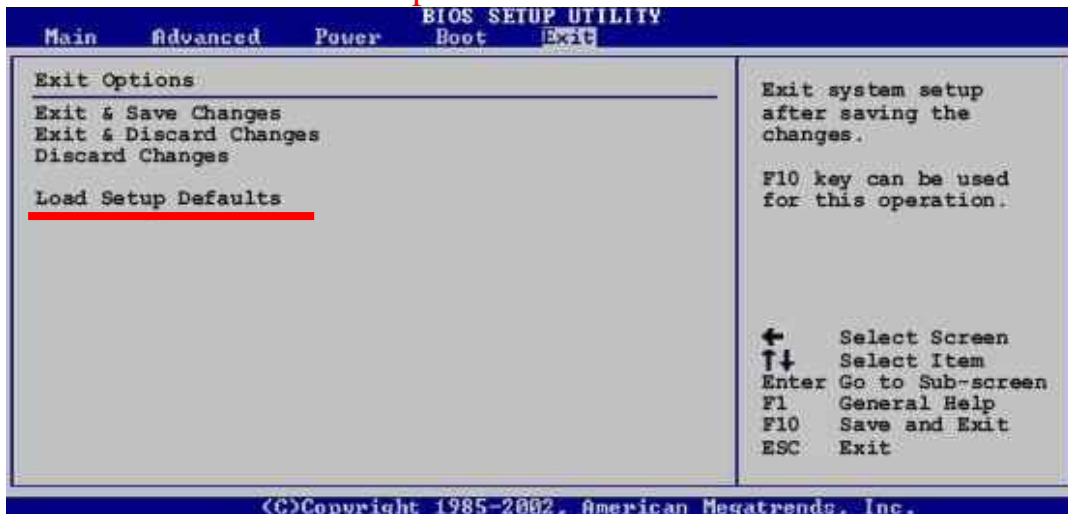 BIOS SETUP UTILITY
Main Advanced Power Boot Exit
Exit Options
Exit & Save Changes
Exit & Discard Changes
Discard Changes
Load Setup Defaults
Exit system setup
after saving the
changes.
F10 key can be used
for this operation.
← Select Screen
↑↓ Select Item
Enter Go to Sub-screen
F1 General Help
F10 Save and Exit
ESC Exit
(C)Copyright 1985-2002, American Megatrends, Inc.